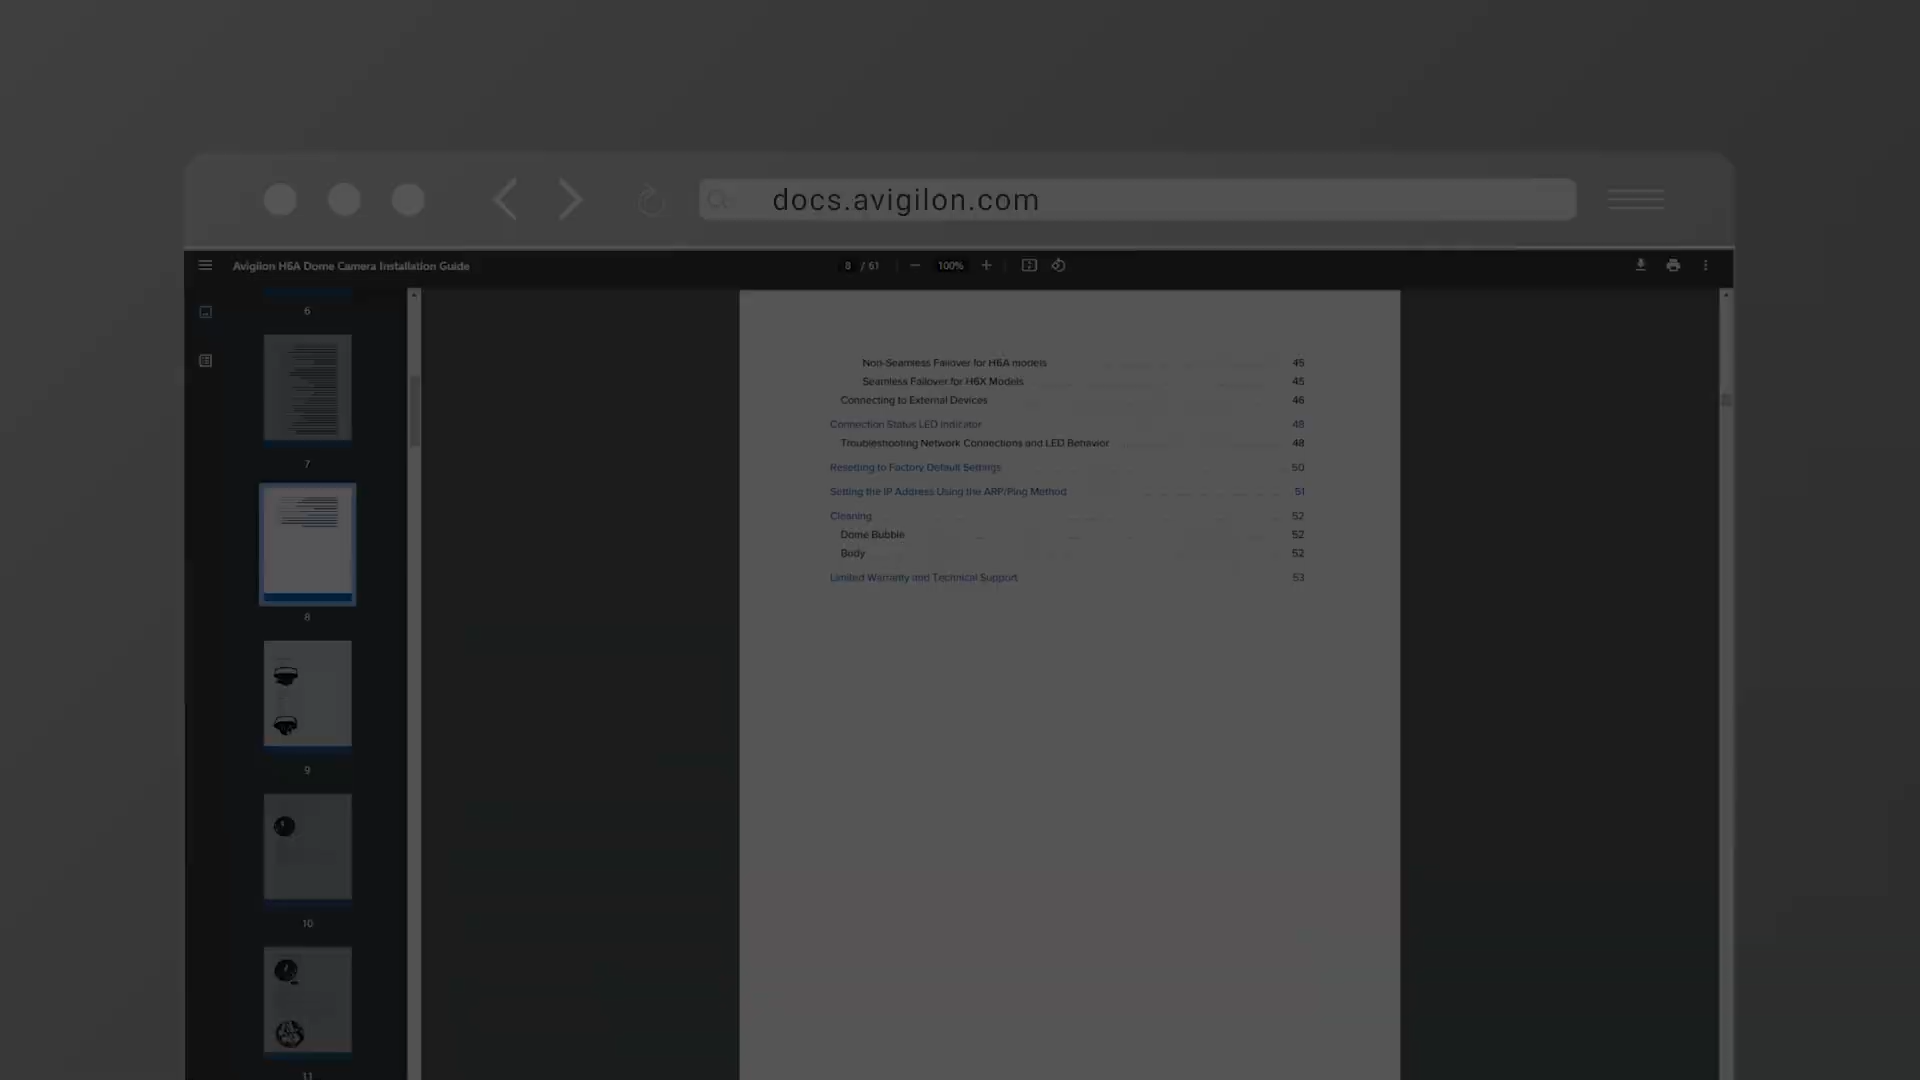 docs.avigilon.com
Avigilon H6A Dome Camera Installation Guide
8 / 61
100%
6
7
8
9
10
11
Non-Seamless Failover for H6A models 45
Seamless Failover for H6X Models 45
Connecting to External Devices 46
Connection Status LED Indicator 48
Troubleshooting Network Connections and LED Behavior 48
Resetting to Factory Default Settings 50
Setting the IP Address Using the ARP/Ping Method 51
Cleaning 52
Dome Bubble 52
Body 52
Limited Warranty and Technical Support 53